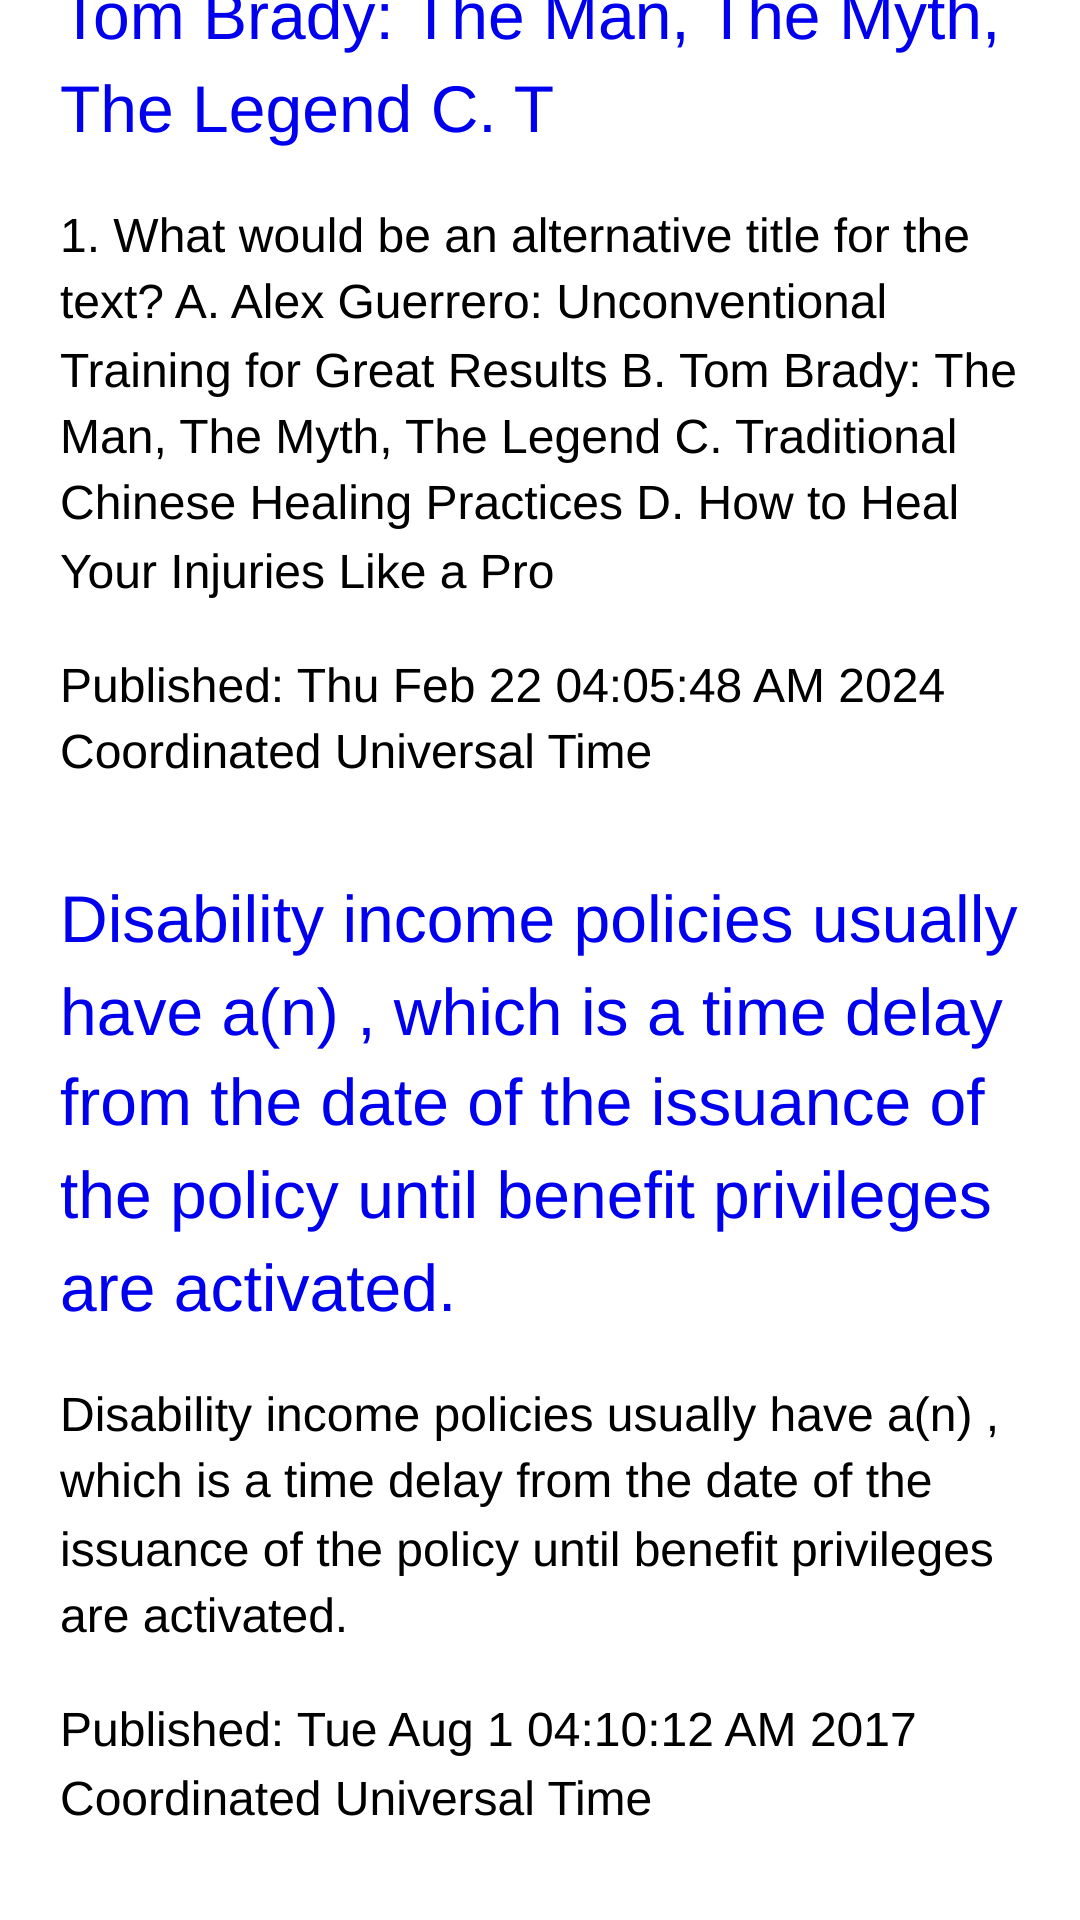 Tom Brady: The Man, The Myth,
The Legend C. T
1. What would be an alternative title for the
text? A. Alex Guerrero: Unconventional
Training for Great Results B. Tom Brady: The
Man, The Myth, The Legend C. Traditional
Chinese Healing Practices D. How to Heal
Your Injuries Like a Pro
Published: Thu Feb 22 04:05:48 AM 2024
Coordinated Universal Time
Disability income policies usually
have a(n) , which is a time delay
from the date of the issuance of
the policy until benefit privileges
are activated.
Disability income policies usually have a(n) ,
which is a time delay from the date of the
issuance of the policy until benefit privileges
are activated.
Published: Tue Aug 1 04:10:12 AM 2017
Coordinated Universal Time